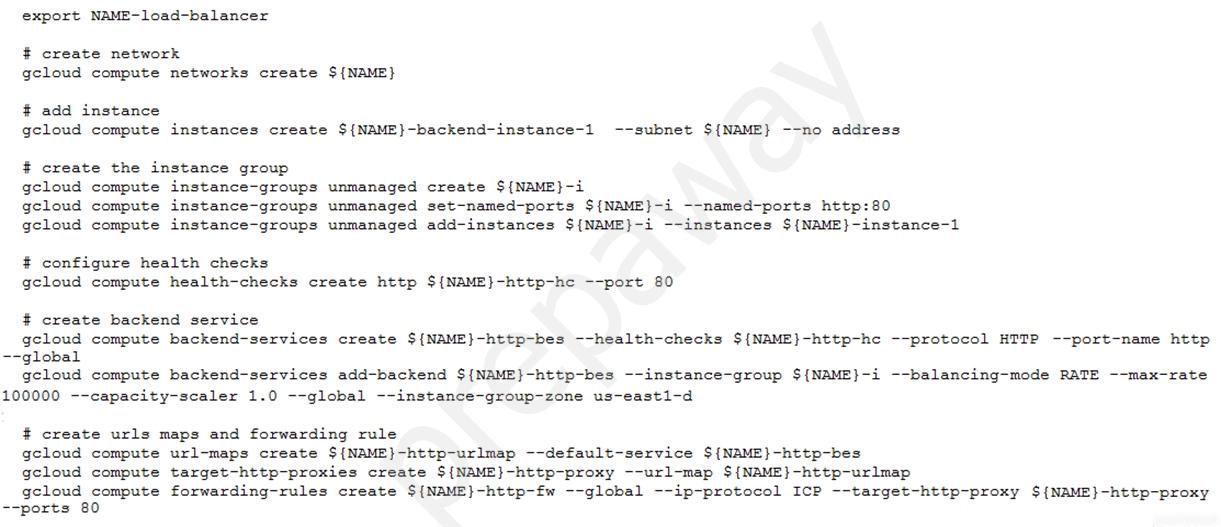 export NAME-load-balancer
# create network
gcloud compute networks create ${NAME}
# add instance
gcloud compute instances create ${NAME}-backend-instance-1 --subnet ${NAME} --no address
# create the instance group
gcloud compute instance-groups unmanaged create ${NAME}-i
gcloud compute instance-groups unmanaged set-named-ports ${NAME}-i --named-ports http:80
gcloud compute instance-groups unmanaged add-instances ${NAME}-i --instances ${NAME}-instance-1
# configure health checks
gcloud compute health-checks create http ${NAME}-http-hc --port 80
# create backend service
gcloud compute backend-services create ${NAME}-http-bes --health-checks ${NAME}-http-hc --protocol HTTP --port-name http
--global
gcloud compute backend-services add-backend ${NAME}-http-bes --instance-group ${NAME}-i --balancing-mode RATE --max-rate
100000 --capacity-scaler 1.0 --global --instance-group-zone us-east1-d
# create urls maps and forwarding rule
gcloud compute url-maps create ${NAME}-http-urlmap --default-service ${NAME}-http-bes
gcloud compute target-http-proxies create ${NAME}-http-proxy --url-map ${NAME}-http-urlmap
gcloud compute forwarding-rules create ${NAME}-http-fw --global --ip-protocol ICP --target-http-proxy ${NAME}-http-proxy
--ports 80
prepaway